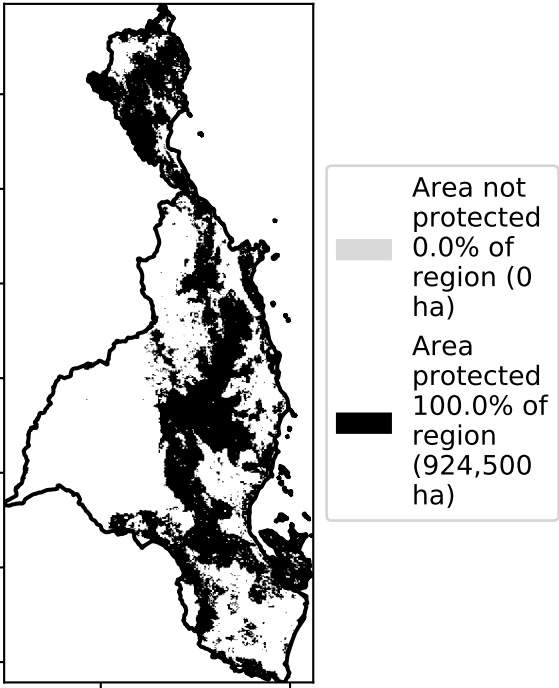 Area not
protected
0.0% of
region (0
ha)
Area
protected
100.0% of
region
(924,500
ha)